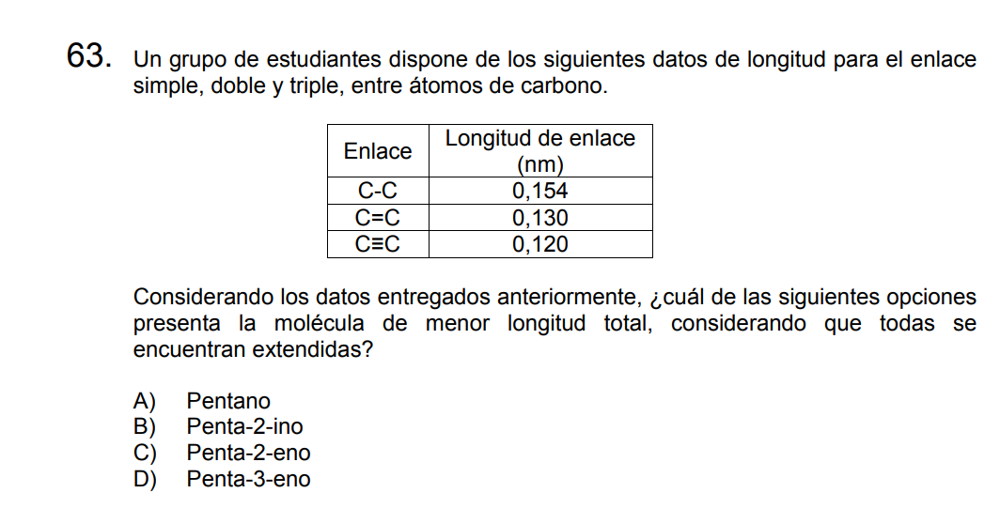 63. Un grupo de estudiantes dispone de los siguientes datos de longitud para el enlace
simple, doble y triple, entre átomos de carbono.
Enlace Longitud de enlace
(nm)
C-C 0,154
C=C 0,130
C≡C 0,120
Considerando los datos entregados anteriormente, ¿cuál de las siguientes opciones
presenta la molécula de menor longitud total, considerando que todas se
encuentran extendidas?
A) Pentano
B) Penta-2-ino
C) Penta-2-eno
D) Penta-3-eno